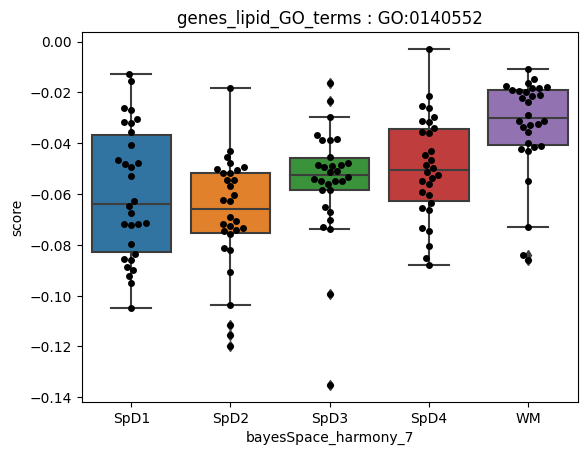 genes_lipid_GO_terms : GO:0140552
0.00
−0.02
−0.04
−0.06
−0.08
−0.10
−0.12
−0.14
score
SpD1 SpD2 SpD3 SpD4 WM
bayesSpace_harmony_7